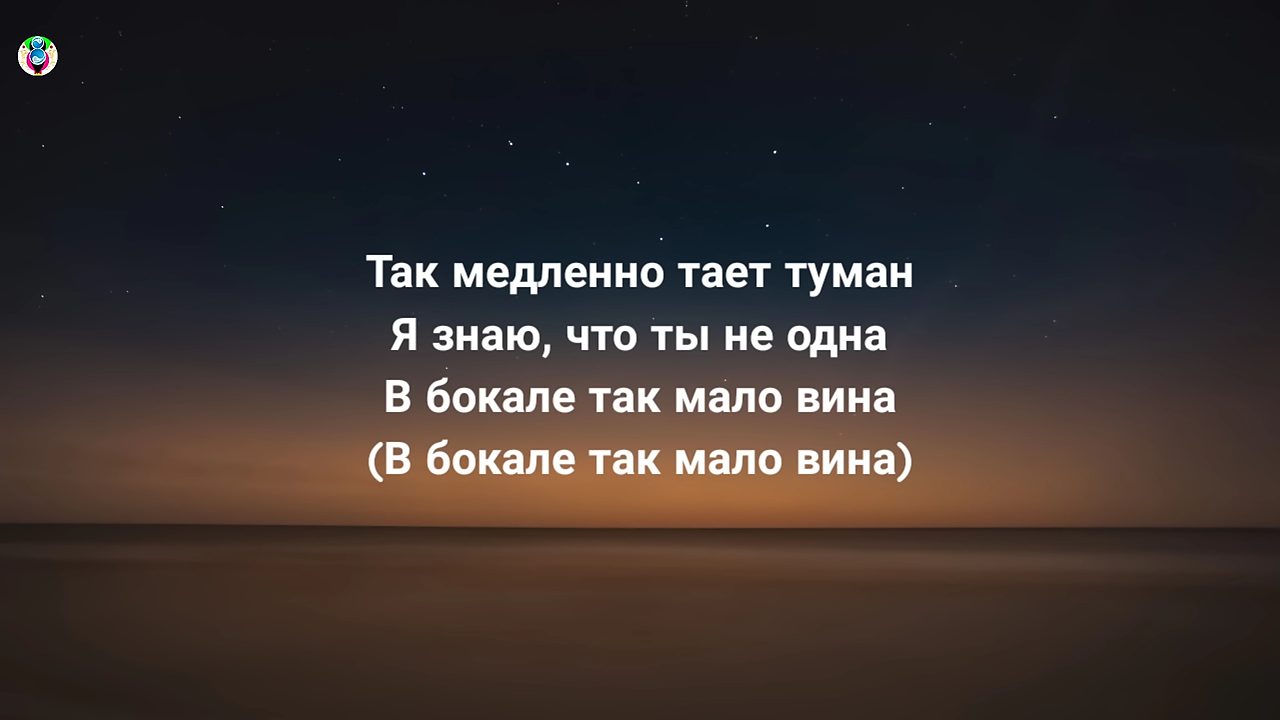 Так медленно тает туман
Я знаю, что ты не одна
В бокале так мало вина
(В бокале так мало вина)